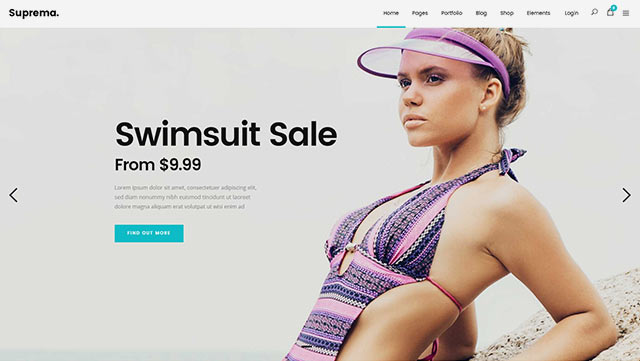 Suprema.
Home Pages Portfolio Blog Shop Elements Login
Swimsuit Sale
From $9.99
Lorem ipsum dolor sit amet, consectetuer adipiscing elit,
sed diam nonummy nibh euismod tincidunt ut laoreet
dolore magna aliquam erat volutpat ut wisi enim ad
FIND OUT MORE